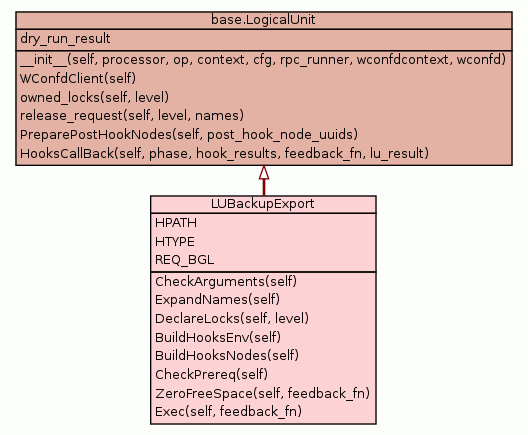 base.LogicalUnit
dry_run_result
__init__(self, processor, op, context, cfg, rpc_runner, wconfdcontext, wconfd)
WConfdClient(self)
owned_locks(self, level)
release_request(self, level, names)
PreparePostHookNodes(self, post_hook_node_uuids)
HooksCallBack(self, phase, hook_results, feedback_fn, lu_result)
LUBackupExport
HPATH
HTYPE
REQ_BGL
CheckArguments(self)
ExpandNames(self)
DeclareLocks(self, level)
BuildHooksEnv(self)
BuildHooksNodes(self)
CheckPrereq(self)
ZeroFreeSpace(self, feedback_fn)
Exec(self, feedback_fn)